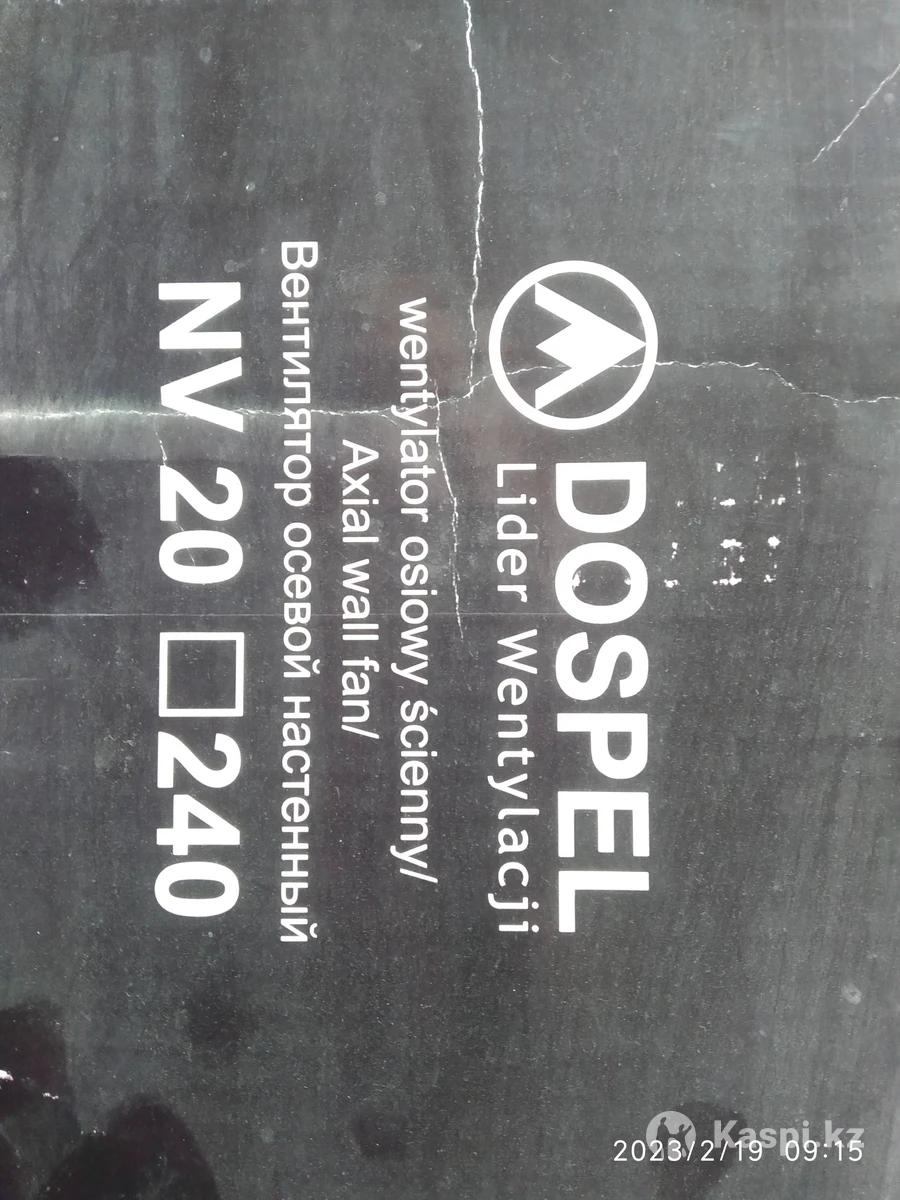 DOSPEL
Lider Wentylacji
wentylator osiowy ścienny/
Axial wall fan/
Вентилятор осевой настенный
NV 20 □240
Kaspi.kz
2023/2/19 09:15